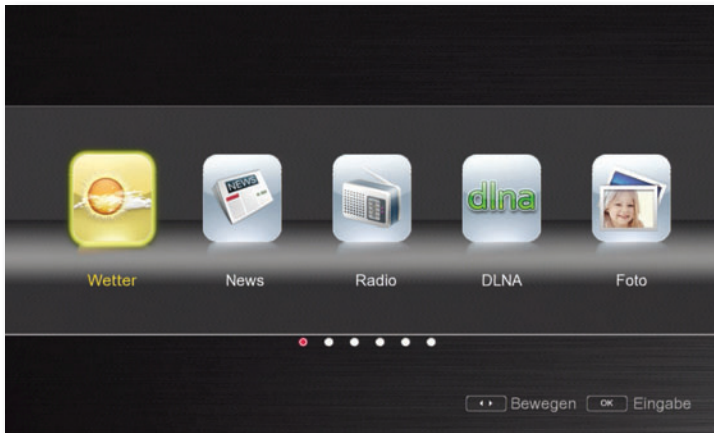 NEWS
dlna
Wetter News Radio DLNA Foto
Bewegen OK Eingabe